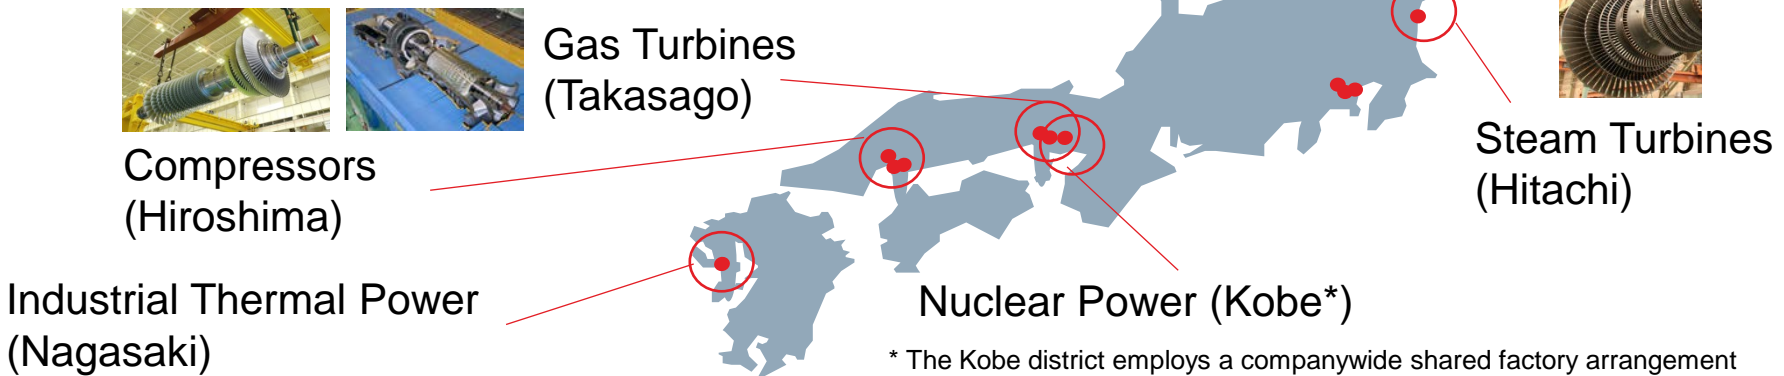 Gas Turbines
(Takasago)
Compressors
(Hiroshima)
Steam Turbines
(Hitachi)
Industrial Thermal Power
(Nagasaki)
Nuclear Power (Kobe*)
* The Kobe district employs a companywide shared factory arrangement